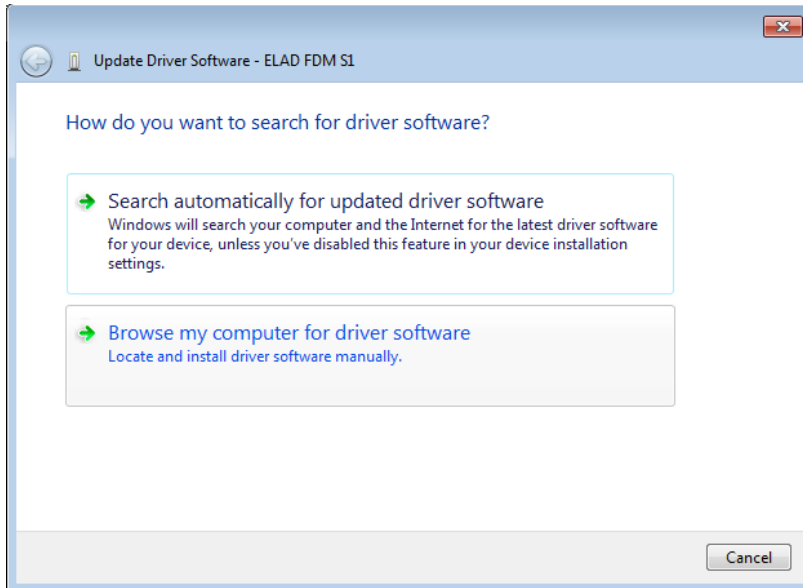 Update Driver Software - ELAD FDM S1
How do you want to search for driver software?
Search automatically for updated driver software
Windows will search your computer and the Internet for the latest driver software
for your device, unless you've disabled this feature in your device installation
settings.
Browse my computer for driver software
Locate and install driver software manually.
Cancel